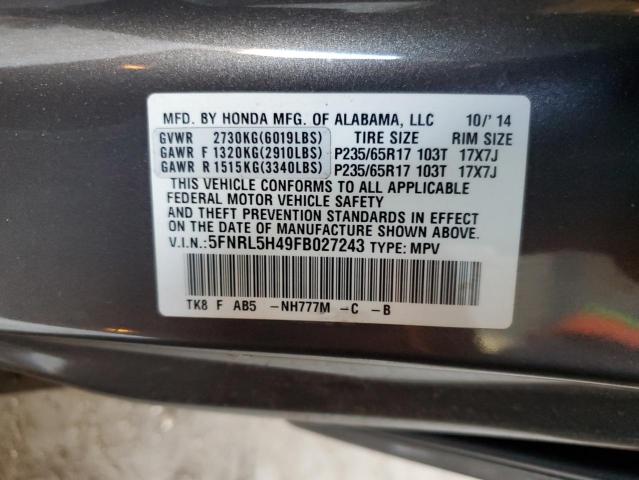 MFD. BY HONDA MFG. OF ALABAMA, LLC 10/'14
GVWR 2730KG(6019LBS) TIRE SIZE RIM SIZE
GAWR F 1320KG(2910LBS) P235/65R17 103T 17X7J
GAWR R 1515KG(3340LBS) P235/65R17 103T 17X7J
THIS VEHICLE CONFORMS TO ALL APPLICABLE
FEDERAL MOTOR VEHICLE SAFETY
AND THEFT PREVENTION STANDARDS IN EFFECT
ON THE DATE OF MANUFACTURE SHOWN ABOVE.
V.I.N.:5FNRL5H49FB027243 TYPE: MPV
TK8 F AB5 -NH777M -C -B